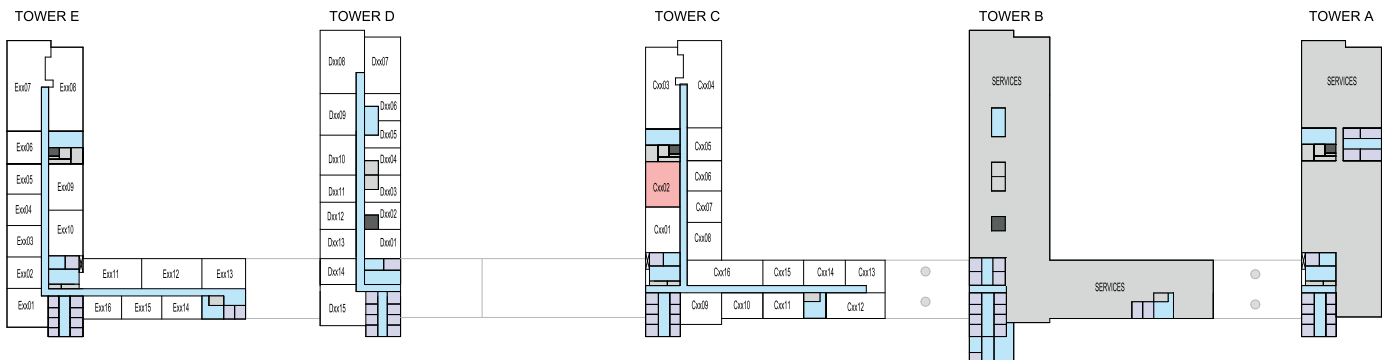 TOWER E
TOWER D
TOWER C
TOWER B
TOWER A
Exx07
Exx08
Exx06
Exx05
Exx09
Exx04
Exx03
Exx10
Exx02
Exx11
Exx12
Exx13
Exx01
Exx16
Exx15
Exx14
Dxx08
Dxx07
Dxx09
Dxx06
Dxx05
Dxx10
Dxx04
Dxx11
Dxx03
Dxx12
Dxx02
Dxx13
Dxx01
Dxx14
Dxx15
Cxx03
Cxx04
Cxx05
Cxx02
Cxx06
Cxx07
Cxx01
Cxx08
Cxx16
Cxx15
Cxx14
Cxx13
Cxx09
Cxx10
Cxx11
Cxx12
SERVICES
SERVICES
SERVICES